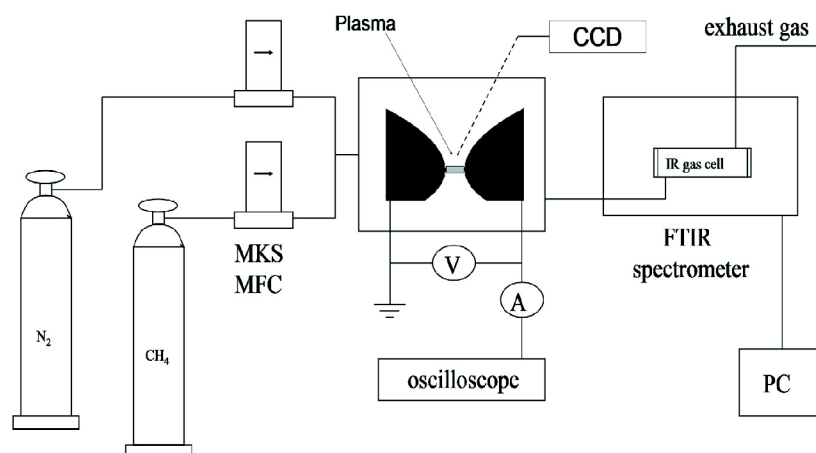 Plasma
CCD
exhaust gas
IR gas cell
MKS
MFC
FTIR
spectrometer
V
A
N₂
CH₄
oscilloscope
PC